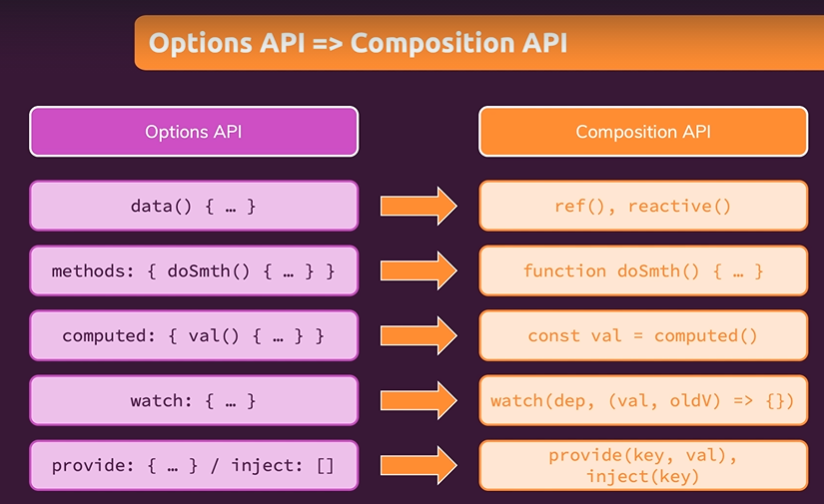 Options API => Composition API
Options API
Composition API
data() { … }
ref(), reactive()
methods: { doSmth() { … } }
function doSmth() { … }
computed: { val() { … } }
const val = computed()
watch: { … }
watch(dep, (val, oldV) => {})
provide: { … } / inject: []
provide(key, val),
inject(key)